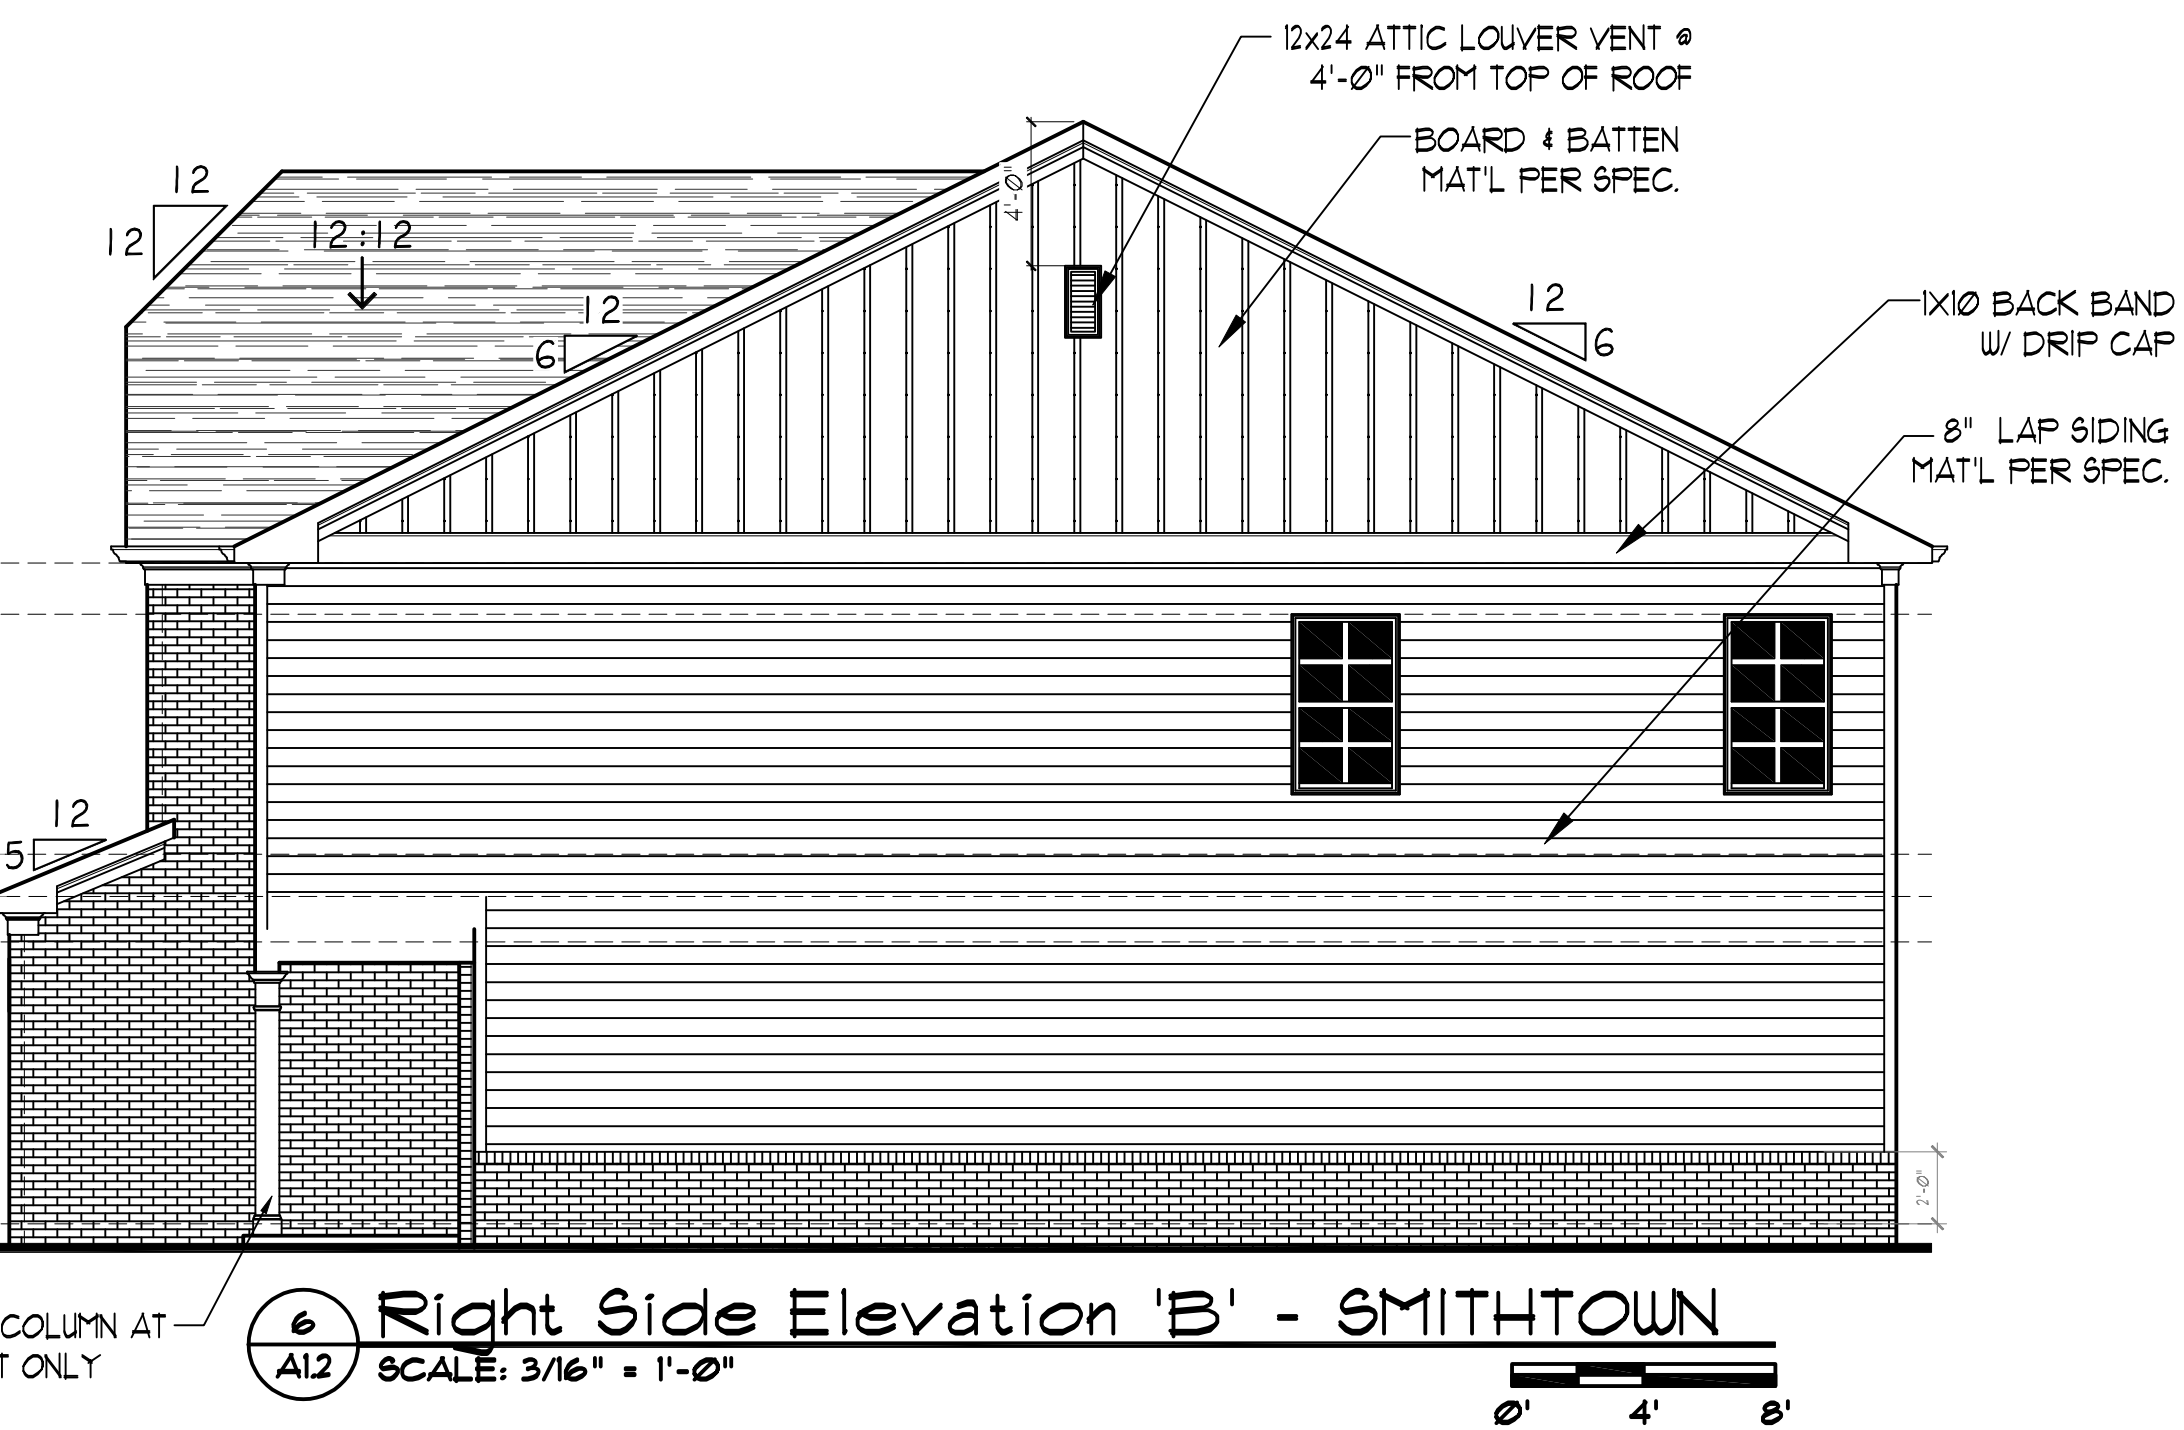 12x24 ATTIC LOUVER VENT @
4'-0" FROM TOP OF ROOF
BOARD & BATTEN
MAT'L PER SPEC.
12
12
12:12
4'-0"
12
6
12
6
1X10 BACK BAND
W/ DRIP CAP
8" LAP SIDING
MAT'L PER SPEC.
12
5
2'-0"
COLUMN AT
T ONLY
6
A1.2
Right Side Elevation 'B' - SMITHTOWN
SCALE: 3/16" = 1'-0"
0' 4' 8'